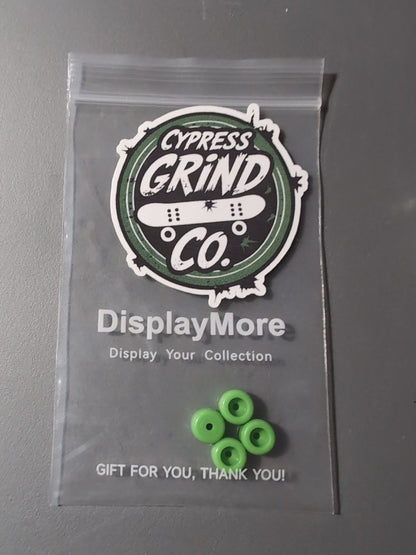 CYPRESS
GRiND
CO.
DisplayMore
Display Your Collection
GIFT FOR YOU, THANK YOU!